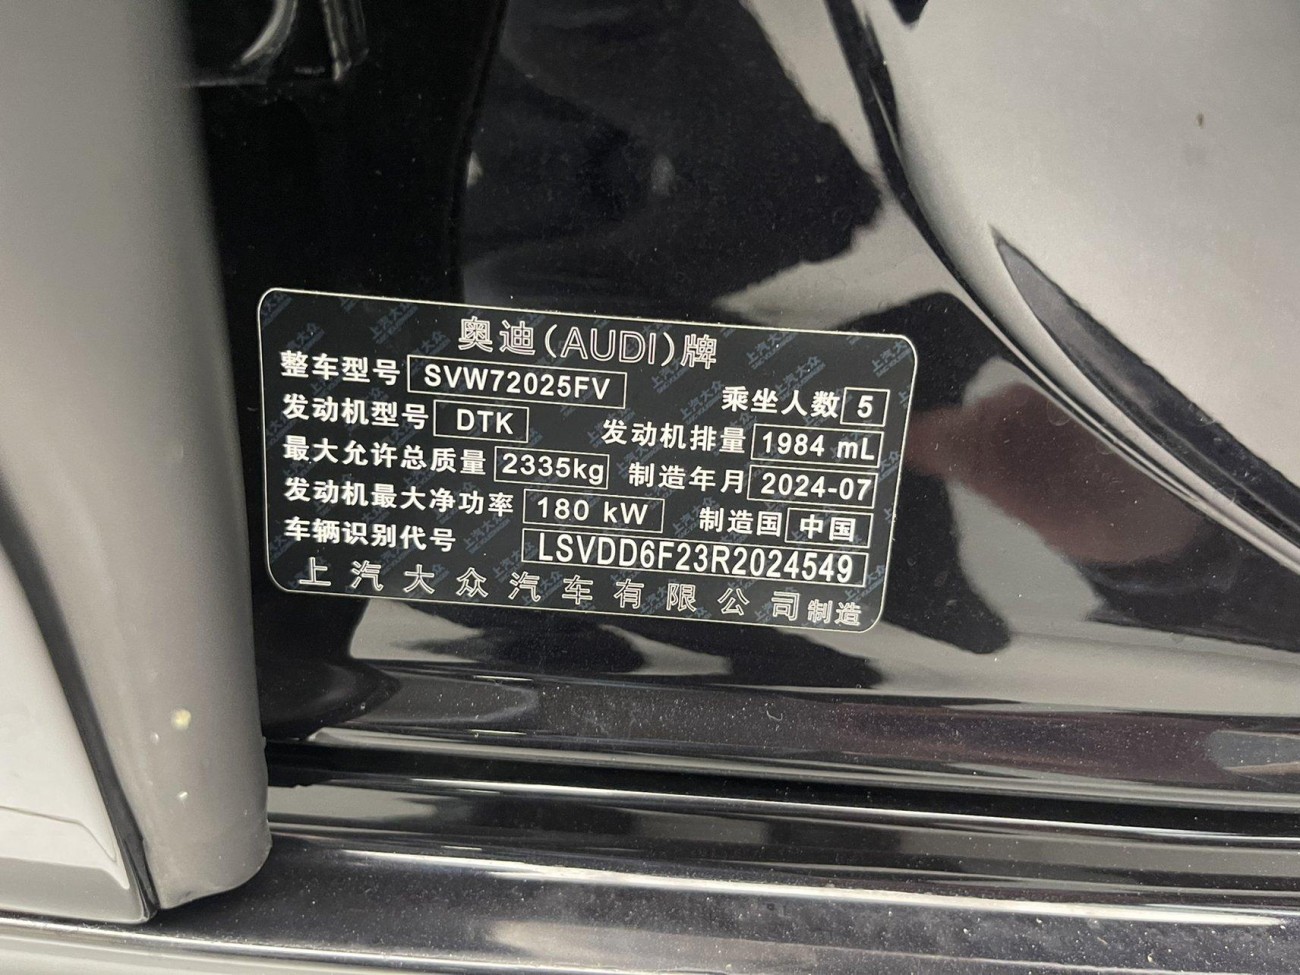 奥迪(AUDI)牌
整车型号 SVW72025FV 乘坐人数 5
发动机型号 DTK 发动机排量 1984 mL
最大允许总质量 2335kg 制造年月 2024-07
发动机最大净功率 180 kW 制造国 中国
车辆识别代号 LSVDD6F23R2024549
上汽大众汽车有限公司制造